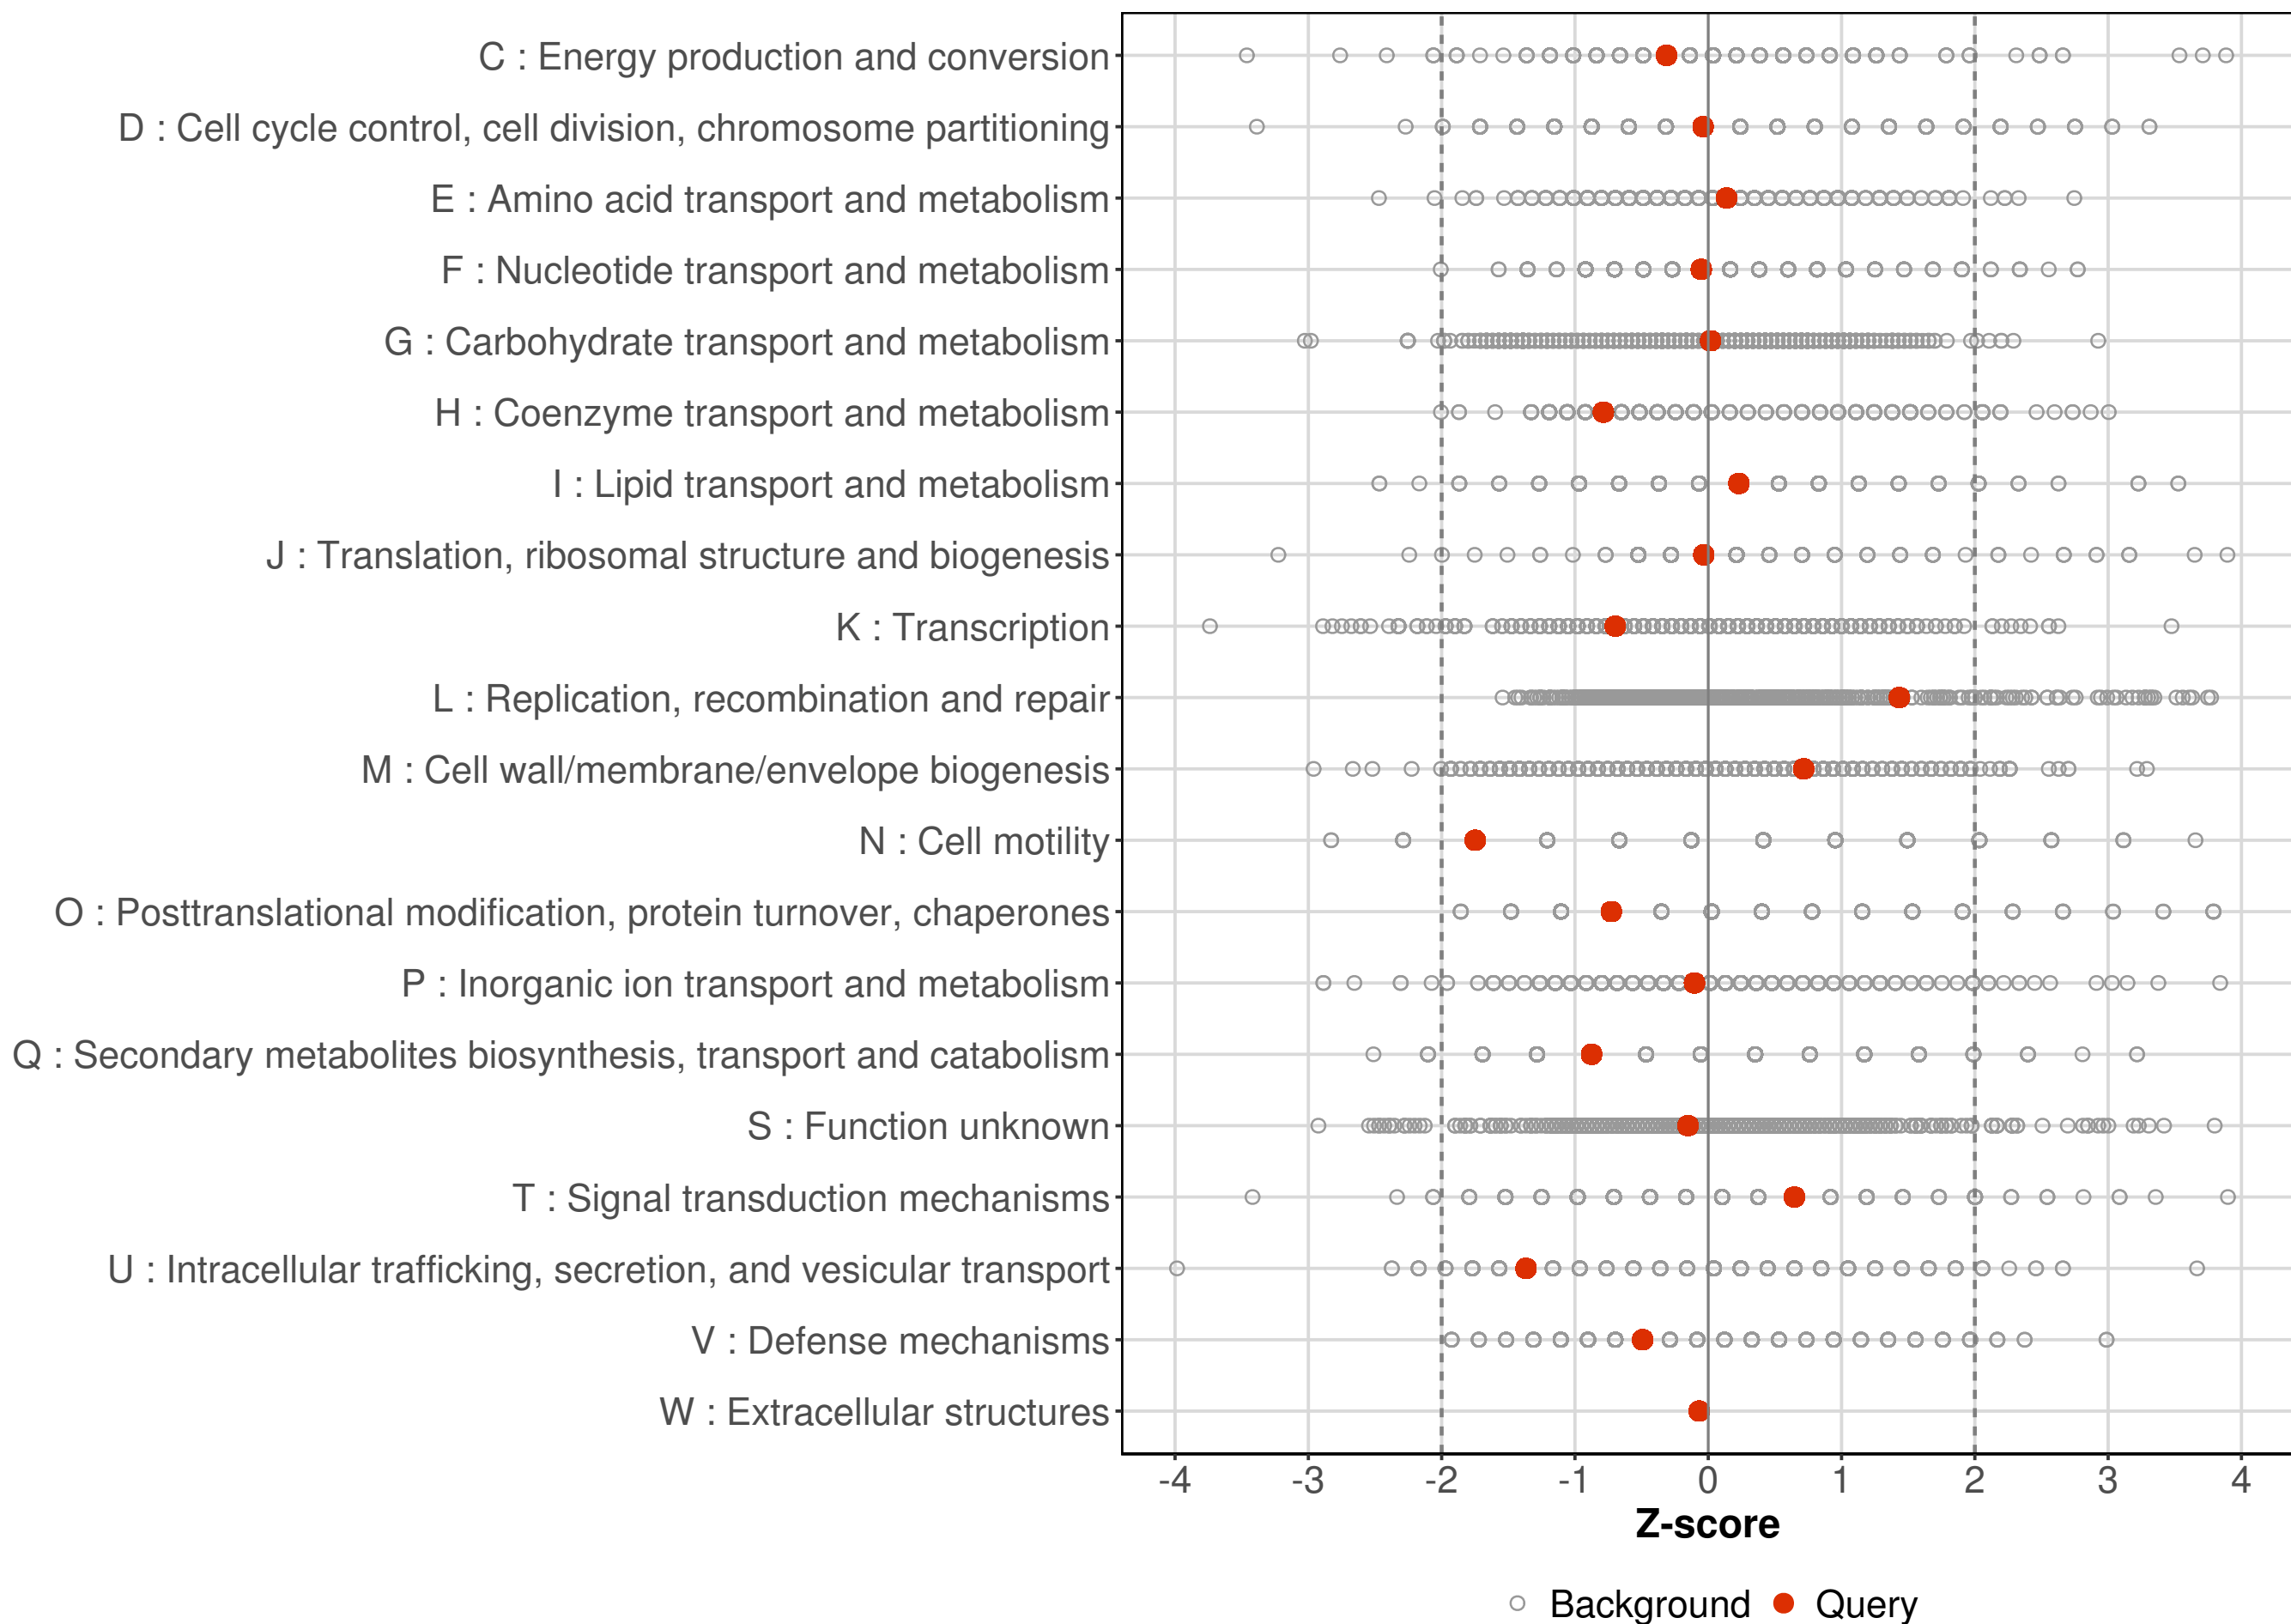 C : Energy production and conversion
D : Cell cycle control, cell division, chromosome partitioning
E : Amino acid transport and metabolism
F : Nucleotide transport and metabolism
G : Carbohydrate transport and metabolism
H : Coenzyme transport and metabolism
I : Lipid transport and metabolism
J : Translation, ribosomal structure and biogenesis
K : Transcription
L : Replication, recombination and repair
M : Cell wall/membrane/envelope biogenesis
N : Cell motility
O : Posttranslational modification, protein turnover, chaperones
P : Inorganic ion transport and metabolism
Q : Secondary metabolites biosynthesis, transport and catabolism
S : Function unknown
T : Signal transduction mechanisms
U : Intracellular trafficking, secretion, and vesicular transport
V : Defense mechanisms
W : Extracellular structures
-4 -3 -2 -1 0 1 2 3 4
Z-score
Background Query